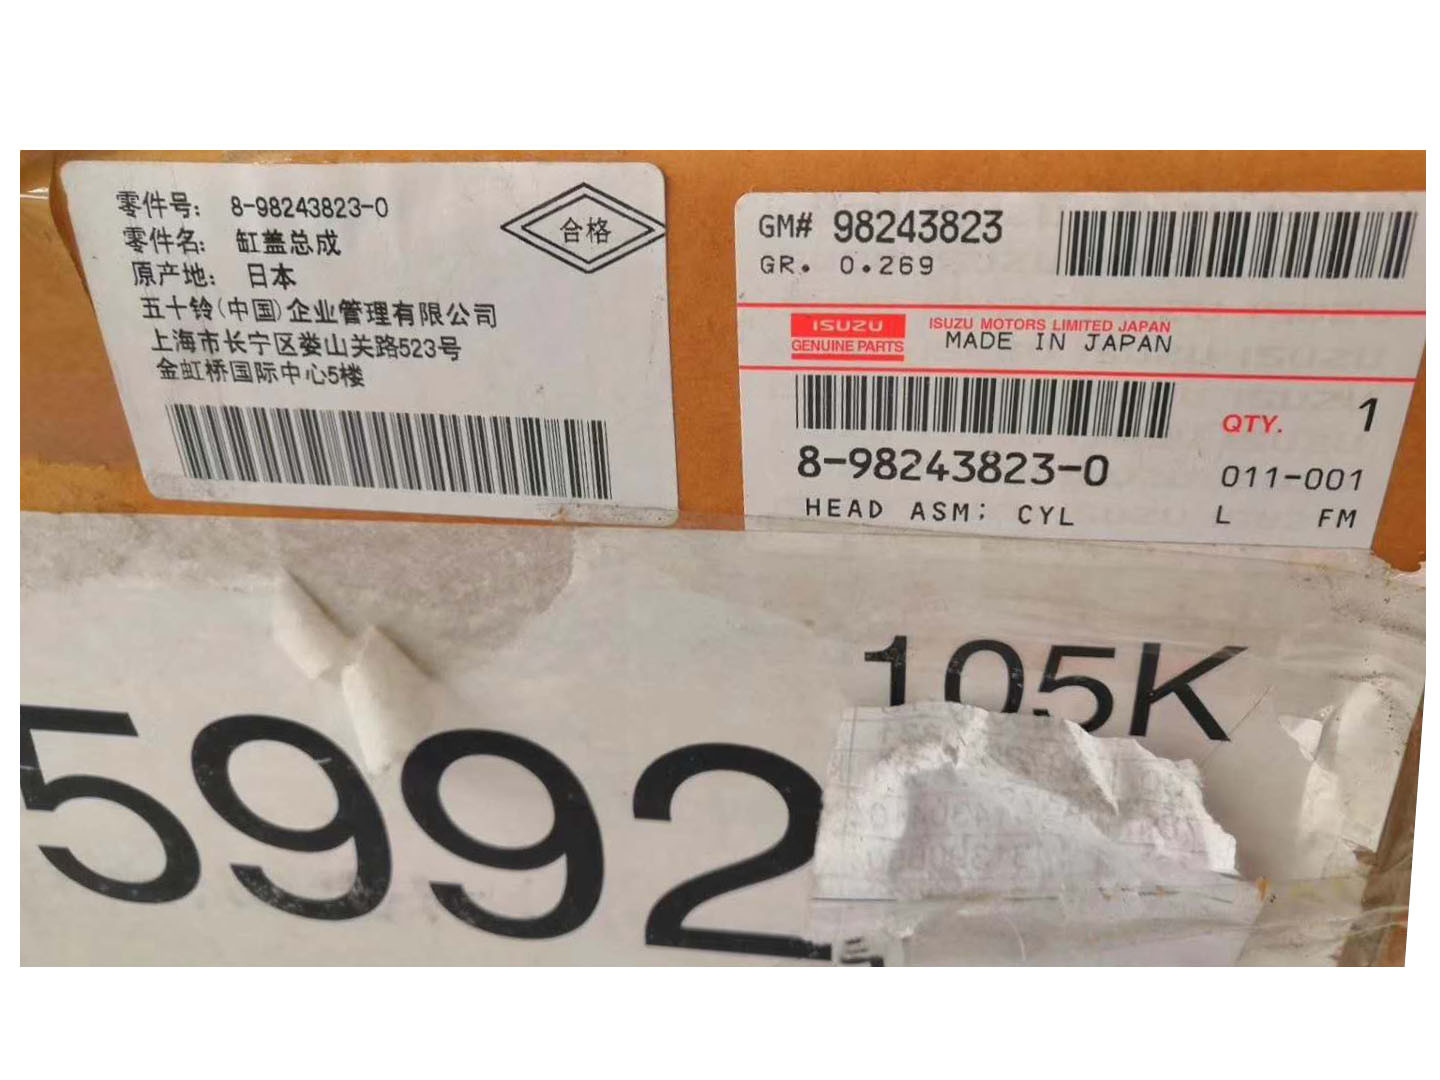 零件号: 8-98243823-0
零件名: 缸盖总成
原产地: 日本
五十铃(中国)企业管理有限公司
上海市长宁区娄山关路523号
金虹桥国际中心5楼
合格
GM# 98243823
GR. 0.269
ISUZU
GENUINE PARTS
ISUZU MOTORS LIMITED JAPAN
MADE IN JAPAN
QTY. 1
8-98243823-0 011-001
HEAD ASM; CYL L FM
105K
5992